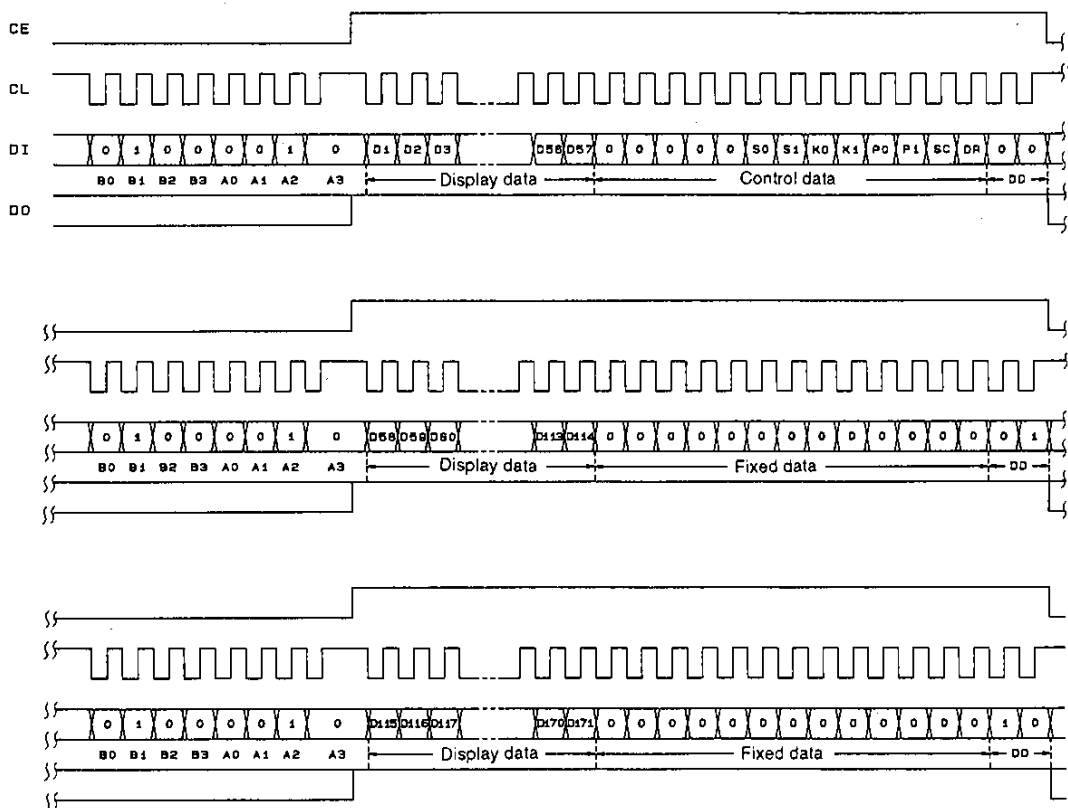 CE
CL
DI 0 1 0 0 0 0 1 0 D1 D2 D3 D56 D57 0 0 0 0 0 S0 S1 K0 K1 P0 P1 SC DR 0 0
B0 B1 B2 B3 A0 A1 A2 A3 Display data Control data DD
DO
0 1 0 0 0 0 1 0 D58 D59 D60 D113 D114 0 0 0 0 0 0 0 0 0 0 0 0 0 0 1
B0 B1 B2 B3 A0 A1 A2 A3 Display data Fixed data DD
0 1 0 0 0 0 1 0 D115 D116 D117 D170 D171 0 0 0 0 0 0 0 0 0 0 0 0 0 1 0
B0 B1 B2 B3 A0 A1 A2 A3 Display data Fixed data DD